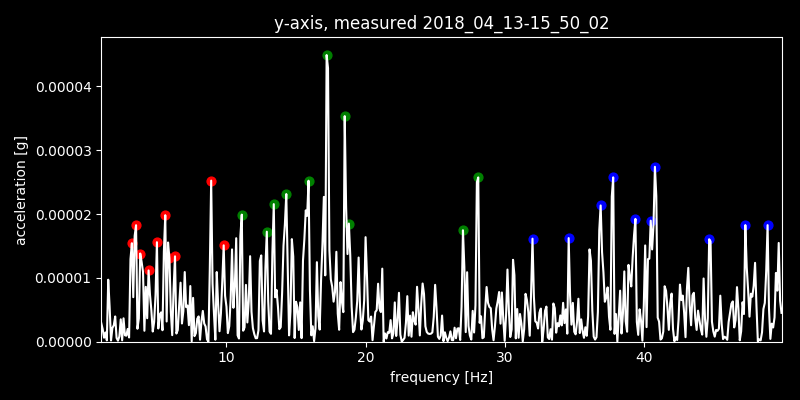 y-axis, measured 2018_04_13-15_50_02
0.00004
0.00003
0.00002
0.00001
0.00000
acceleration [g]
10 20 30 40
frequency [Hz]